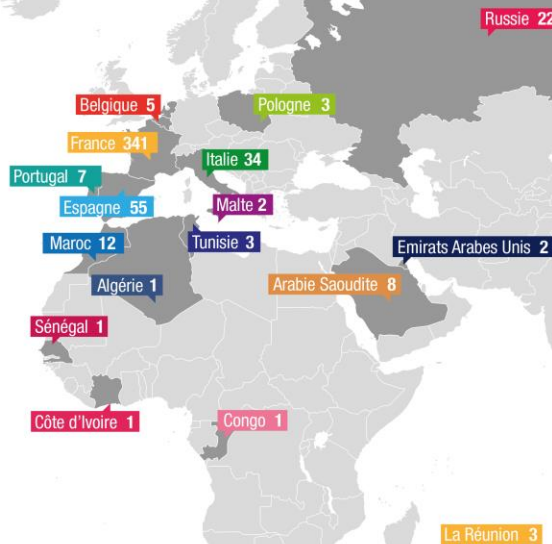 Russie 22
Belgique 5
Pologne 3
France 341
Italie 34
Portugal 7
Espagne 55
Malte 2
Maroc 12
Tunisie 3
Emirats Arabes Unis 2
Algérie 1
Arabie Saoudite 8
Sénégal 1
Côte d'Ivoire 1
Congo 1
La Réunion 3